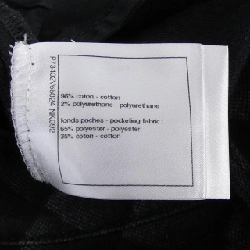 98% coton - cotton
2% polyurethane - polyurethane
fonds poches - pocketing fabric
65% polyester - polyester
35% coton - cotton